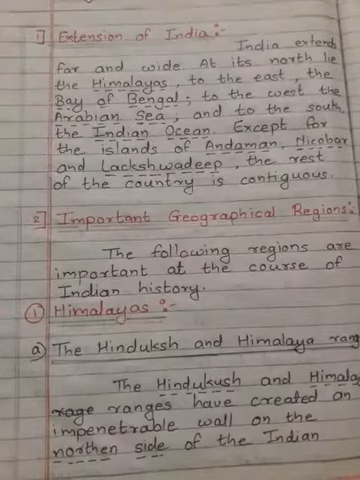 1] Extension of India :-
India extends
far and wide. At its north lie
the Himalayas, to the east, the
Bay of Bengal; to the west the
Arabian Sea, and to the south,
the Indian Ocean. Except for
the islands of Andaman, Nicobar
and Lackshwadeep, the rest
of the country is contiguous.
2] Important Geographical Regions:
The following regions are
important at the course of
Indian history.
① Himalayas :-
a) The Hinduksh and Himalaya rang
The Hindukush and Himala
rage ranges have created an
impenetrable wall on the
northen side of the Indian